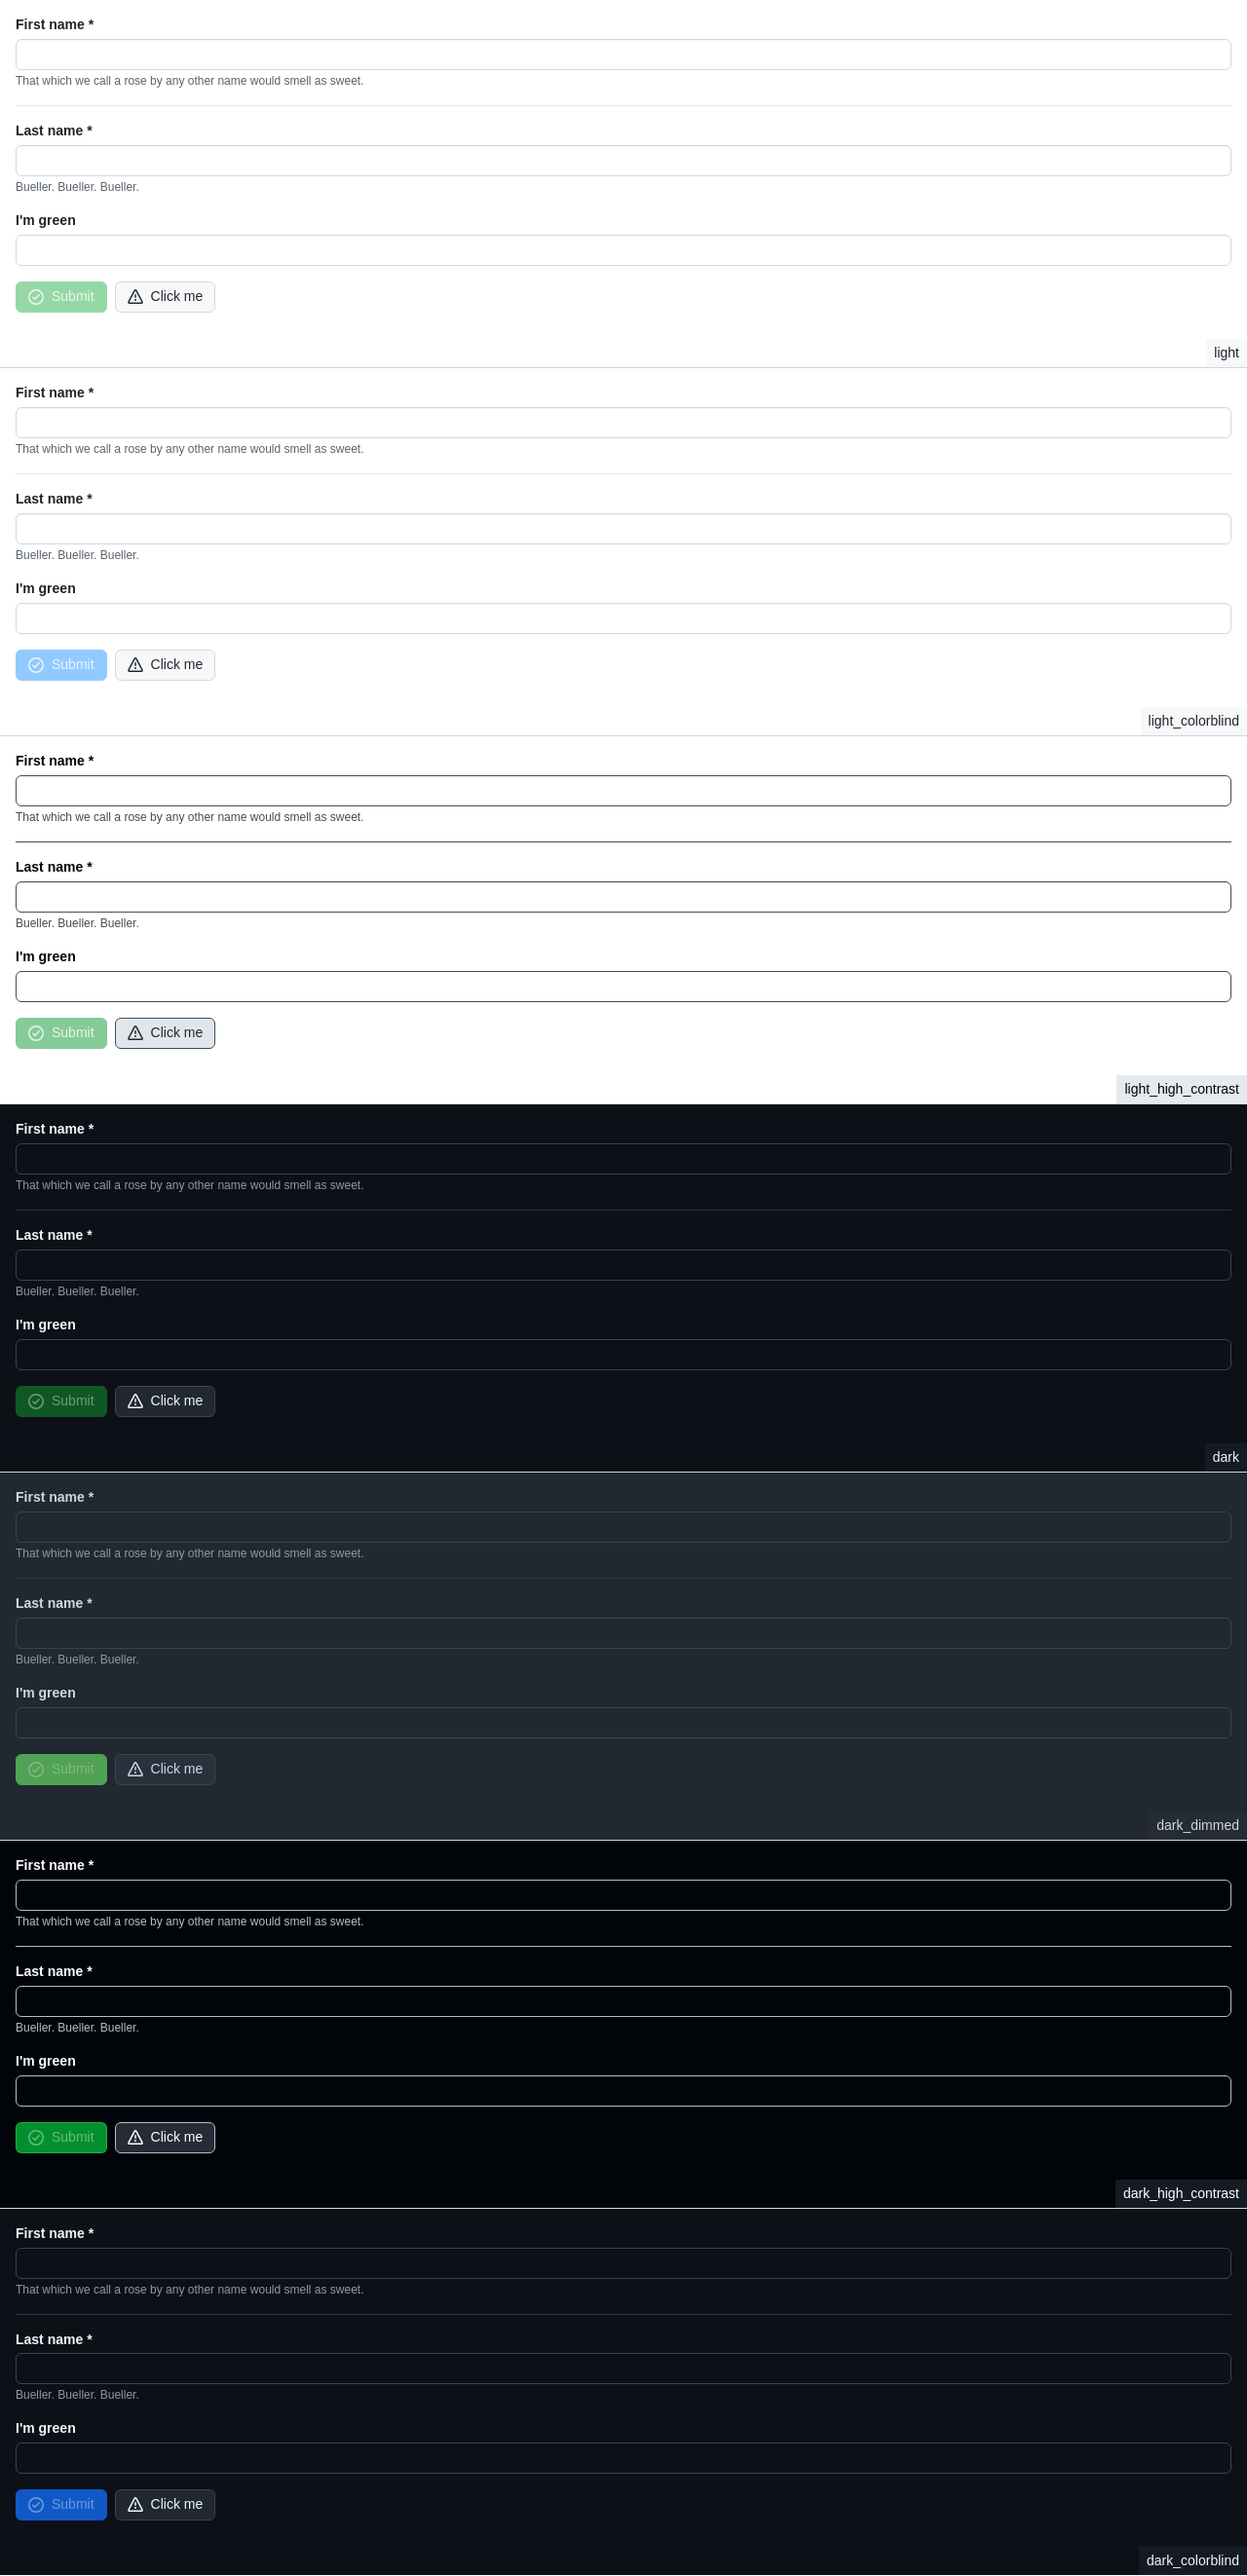 First name *
That which we call a rose by any other name would smell as sweet.
Last name *
Bueller. Bueller. Bueller.
I'm green
Submit Click me
light
First name *
That which we call a rose by any other name would smell as sweet.
Last name *
Bueller. Bueller. Bueller.
I'm green
Submit Click me
light_colorblind
First name *
That which we call a rose by any other name would smell as sweet.
Last name *
Bueller. Bueller. Bueller.
I'm green
Submit Click me
light_high_contrast
First name *
That which we call a rose by any other name would smell as sweet.
Last name *
Bueller. Bueller. Bueller.
I'm green
Submit Click me
dark
First name *
That which we call a rose by any other name would smell as sweet.
Last name *
Bueller. Bueller. Bueller.
I'm green
Submit Click me
dark_dimmed
First name *
That which we call a rose by any other name would smell as sweet.
Last name *
Bueller. Bueller. Bueller.
I'm green
Submit Click me
dark_high_contrast
First name *
That which we call a rose by any other name would smell as sweet.
Last name *
Bueller. Bueller. Bueller.
I'm green
Submit Click me
dark_colorblind